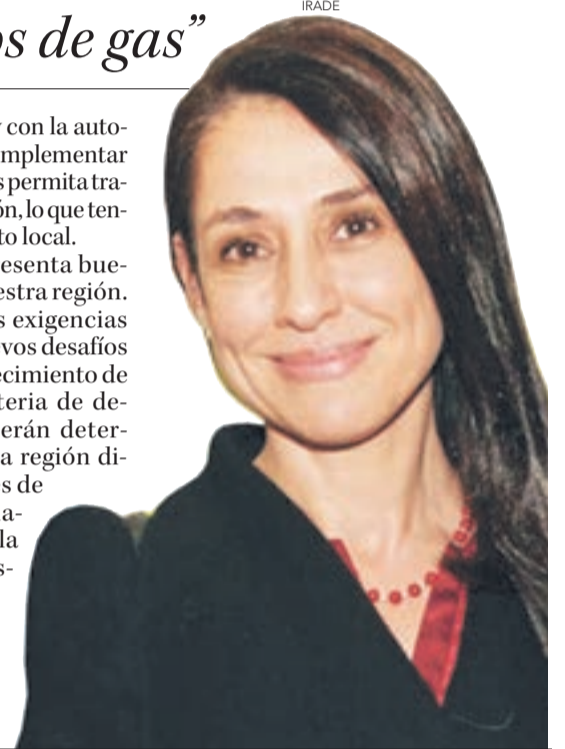 IRADE
os de gas”
y con la auto-
mplementar
s permita tra-
ón, lo que ten-
to local.
esenta bue-
estra región.
s exigencias
vos desafíos
ecimiento de
teria de de-
erán deter-
a región di-
s de
a-
la
s-